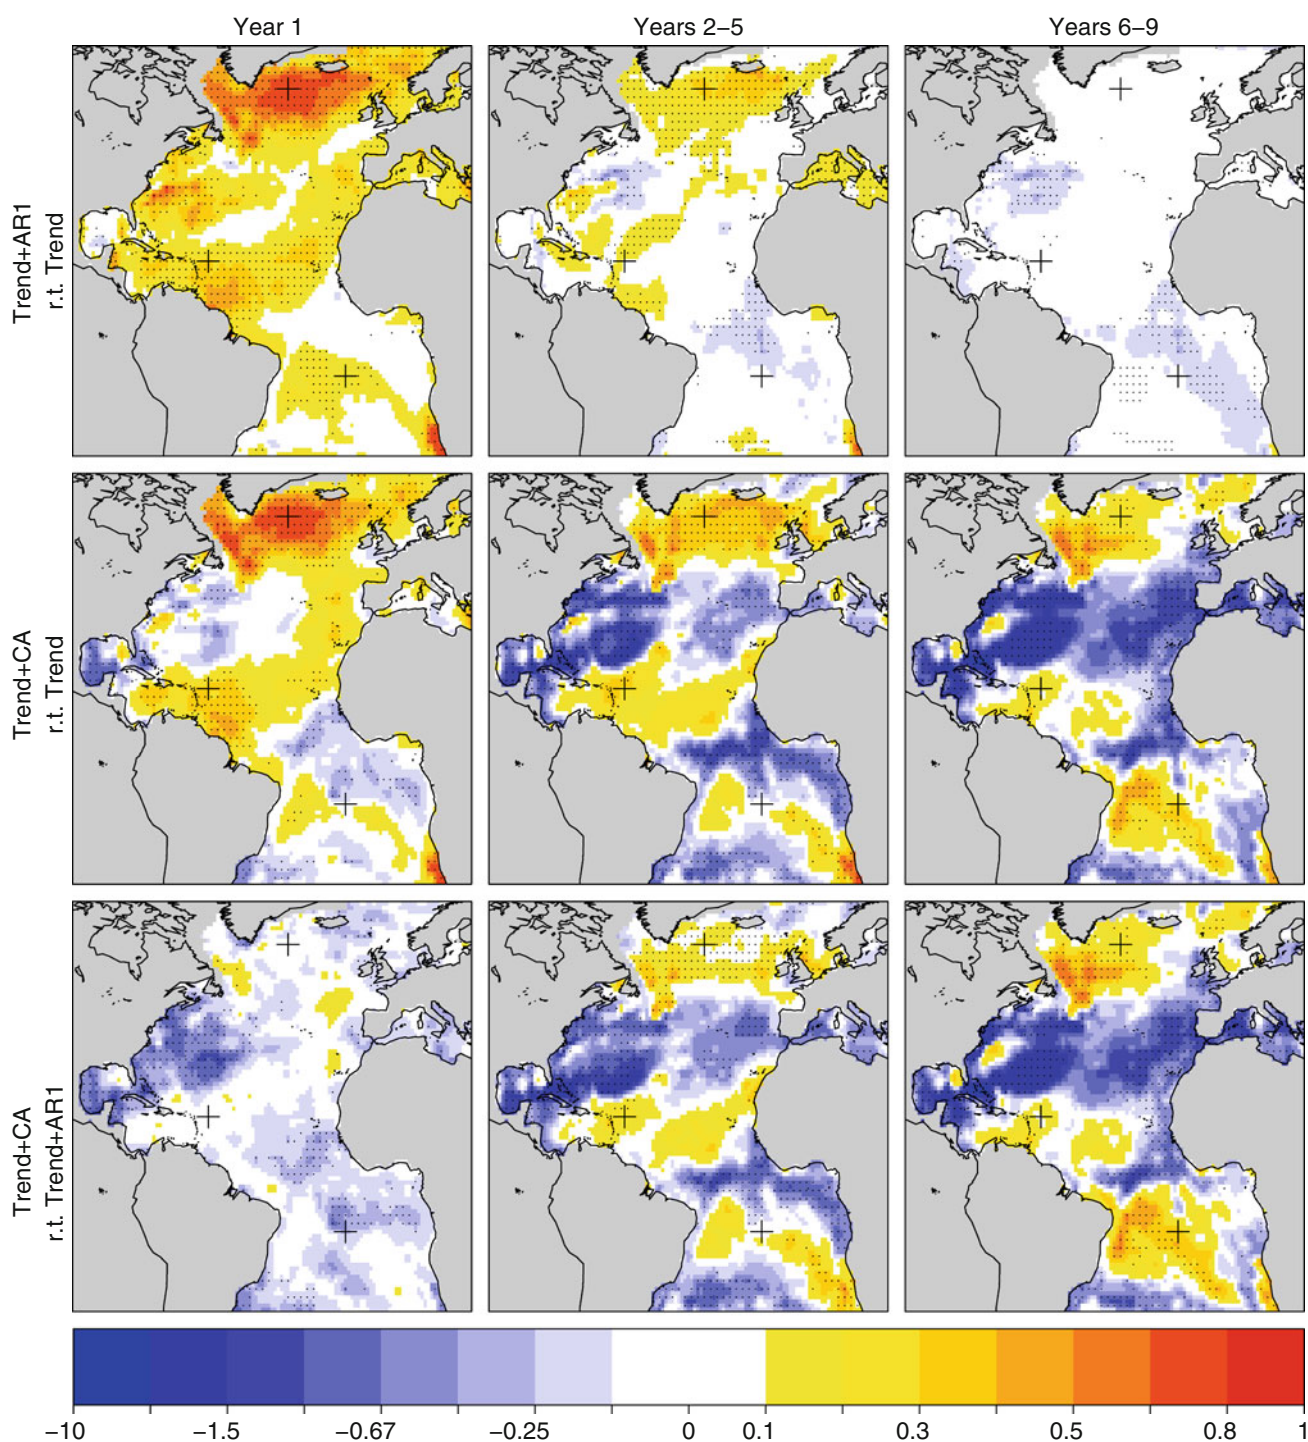 Year 1 Years 2–5 Years 6–9
Trend+AR1
r.t. Trend
Trend+CA
r.t. Trend
Trend+CA
r.t. Trend+AR1
−10 −1.5 −0.67 −0.25 0 0.1 0.3 0.5 0.8 1